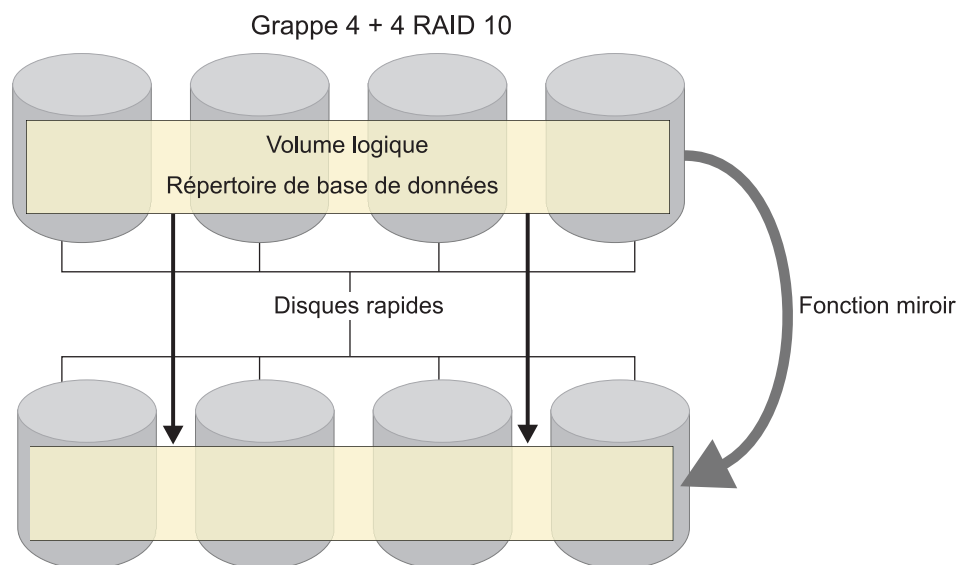 Grappe 4 + 4 RAID 10
Volume logique
Répertoire de base de données
Disques rapides
Fonction miroir